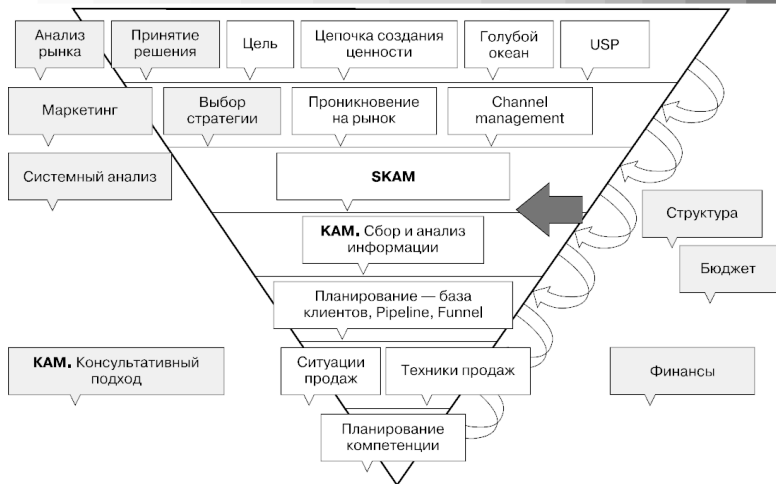 Анализ
рынка
Принятие
решения
Цель
Цепочка создания
ценности
Голубой
океан
USP
Маркетинг
Выбор
стратегии
Проникновение
на рынок
Channel
management
Системный анализ
SKAM
Структура
КАМ. Сбор и анализ
информации
Бюджет
Планирование — база
клиентов, Pipeline, Funnel
КАМ. Консультативный
подход
Ситуации
продаж
Техники продаж
Финансы
Планирование
компетенции